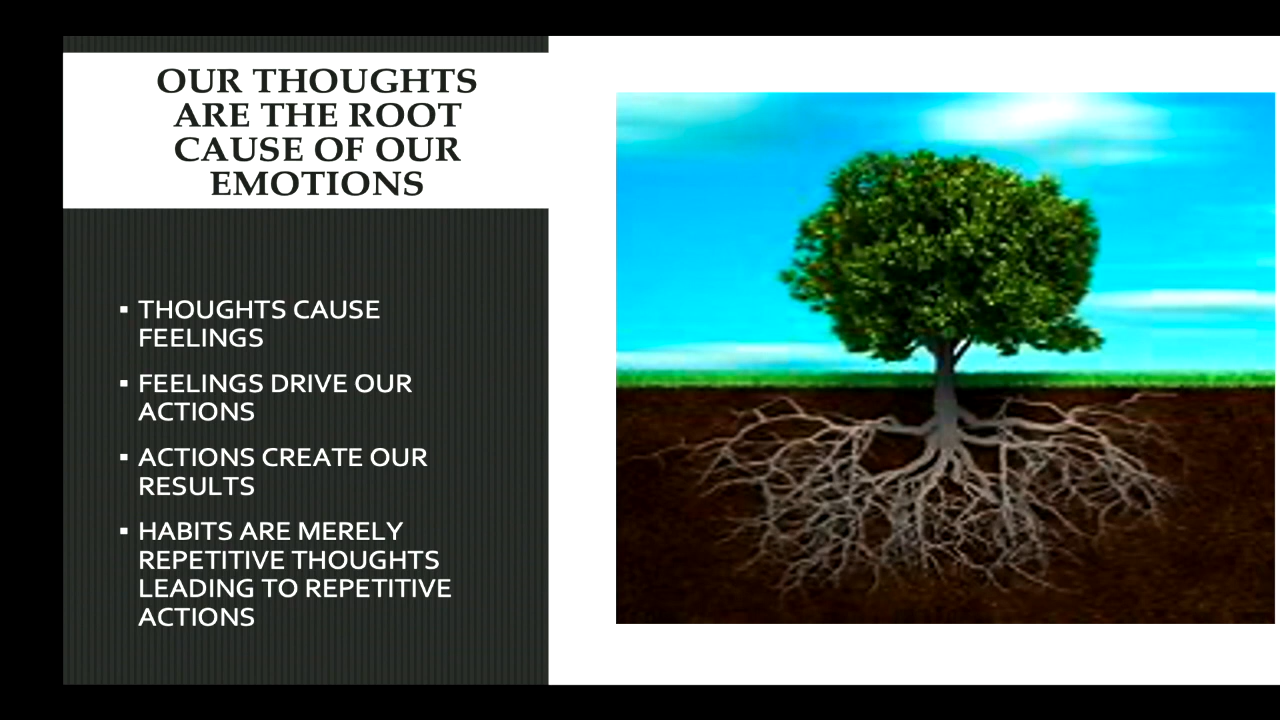 OUR THOUGHTS
ARE THE ROOT
CAUSE OF OUR
EMOTIONS
▪ THOUGHTS CAUSE
FEELINGS
▪ FEELINGS DRIVE OUR
ACTIONS
▪ ACTIONS CREATE OUR
RESULTS
▪ HABITS ARE MERELY
REPETITIVE THOUGHTS
LEADING TO REPETITIVE
ACTIONS